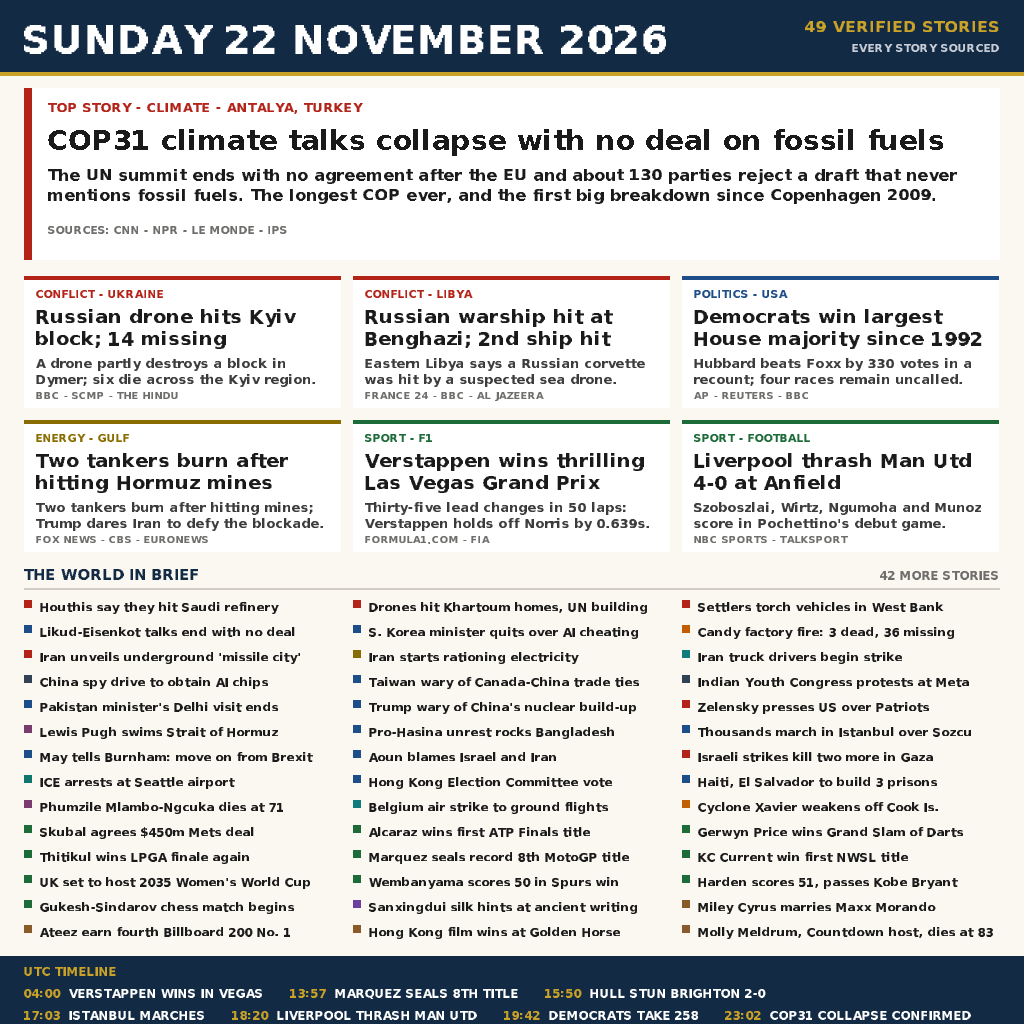 SUNDAY 22 NOVEMBER 2026
49 VERIFIED STORIES
EVERY STORY SOURCED
TOP STORY - CLIMATE - ANTALYA, TURKEY
COP31 climate talks collapse with no deal on fossil fuels
The UN summit ends with no agreement after the EU and about 130 parties reject a draft that never
mentions fossil fuels. The longest COP ever, and the first big breakdown since Copenhagen 2009.
SOURCES: CNN - NPR - LE MONDE - IPS
CONFLICT - UKRAINE
Russian drone hits Kyiv
block; 14 missing
A drone partly destroys a block in
Dymer; six die across the Kyiv region.
BBC - SCMP - THE HINDU
CONFLICT - LIBYA
Russian warship hit at
Benghazi; 2nd ship hit
Eastern Libya says a Russian corvette
was hit by a suspected sea drone.
FRANCE 24 - BBC - AL JAZEERA
POLITICS - USA
Democrats win largest
House majority since 1992
Hubbard beats Foxx by 330 votes in a
recount; four races remain uncalled.
AP - REUTERS - BBC
ENERGY - GULF
Two tankers burn after
hitting Hormuz mines
Two tankers burn after hitting mines;
Trump dares Iran to defy the blockade.
FOX NEWS - CBS - EURONEWS
SPORT - F1
Verstappen wins thrilling
Las Vegas Grand Prix
Thirty-five lead changes in 50 laps:
Verstappen holds off Norris by 0.639s.
FORMULA1.COM - FIA
SPORT - FOOTBALL
Liverpool thrash Man Utd
4-0 at Anfield
Szoboszlai, Wirtz, Ngumoha and Munoz
score in Pochettino's debut game.
NBC SPORTS - TALKSPORT
THE WORLD IN BRIEF
42 MORE STORIES
Houthis say they hit Saudi refinery
Drones hit Khartoum homes, UN building
Settlers torch vehicles in West Bank
Likud-Eisenkot talks end with no deal
S. Korea minister quits over AI cheating
Candy factory fire: 3 dead, 36 missing
Iran unveils underground 'missile city'
Iran starts rationing electricity
Iran truck drivers begin strike
China spy drive to obtain AI chips
Taiwan wary of Canada-China trade ties
Indian Youth Congress protests at Meta
Pakistan minister's Delhi visit ends
Trump wary of China's nuclear build-up
Zelensky presses US over Patriots
Lewis Pugh swims Strait of Hormuz
Pro-Hasina unrest rocks Bangladesh
Thousands march in Istanbul over Sozcu
May tells Burnham: move on from Brexit
Aoun blames Israel and Iran
Israeli strikes kill two more in Gaza
ICE arrests at Seattle airport
Hong Kong Election Committee vote
Haiti, El Salvador to build 3 prisons
Phumzile Mlambo-Ngcuka dies at 71
Belgium air strike to ground flights
Cyclone Xavier weakens off Cook Is.
Skubal agrees $450m Mets deal
Alcaraz wins first ATP Finals title
Gerwyn Price wins Grand Slam of Darts
Thitikul wins LPGA finale again
Marquez seals record 8th MotoGP title
KC Current win first NWSL title
UK set to host 2035 Women's World Cup
Wembanyama scores 50 in Spurs win
Harden scores 51, passes Kobe Bryant
Gukesh-Sindarov chess match begins
Sanxingdui silk hints at ancient writing
Miley Cyrus marries Maxx Morando
Ateez earn fourth Billboard 200 No. 1
Hong Kong film wins at Golden Horse
Molly Meldrum, Countdown host, dies at 83
UTC TIMELINE
04:00 VERSTAPPEN WINS IN VEGAS 13:57 MARQUEZ SEALS 8TH TITLE 15:50 HULL STUN BRIGHTON 2-0
17:03 ISTANBUL MARCHES 18:20 LIVERPOOL THRASH MAN UTD 19:42 DEMOCRATS TAKE 258 23:02 COP31 COLLAPSE CONFIRMED